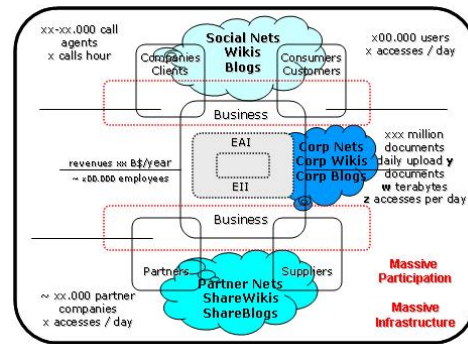 xx-xx.000 call
agents
x calls hour
Social Nets
Wikis
Blogs
x00.000 users
x accesses / day
Companies
Clients
Consumers
Customers
Business
EAI
EII
revenues xx B$/year
~ x00.000 employees
Corp Nets
Corp Wikis
Corp Blogs
xxx million
documents
daily upload y
documents
w terabytes
z accesses per day
Business
Partners
Suppliers
Partner Nets
ShareWikis
ShareBlogs
~ xx.000 partner
companies
x accesses / day
Massive
Participation
Massive
Infrastructure